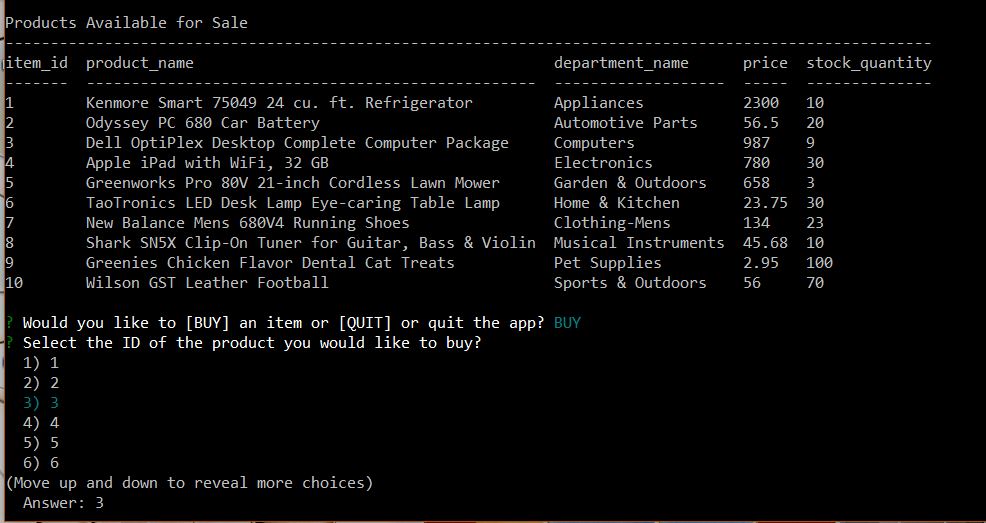 Products Available for Sale
--------------------------------------------------------------------------------------------------------
item_id  product_name                                        department_name      price  stock_quantity
-------  --------------------------------------------------  -------------------  -----  --------------
1        Kenmore Smart 75049 24 cu. ft. Refrigerator         Appliances           2300   10
2        Odyssey PC 680 Car Battery                          Automotive Parts     56.5   20
3        Dell OptiPlex Desktop Complete Computer Package     Computers            987    9
4        Apple iPad with WiFi, 32 GB                         Electronics          780    30
5        Greenworks Pro 80V 21-inch Cordless Lawn Mower      Garden & Outdoors    658    3
6        TaoTronics LED Desk Lamp Eye-caring Table Lamp      Home & Kitchen       23.75  30
7        New Balance Mens 680V4 Running Shoes                Clothing-Mens        134    23
8        Shark SN5X Clip-On Tuner for Guitar, Bass & Violin  Musical Instruments  45.68  10
9        Greenies Chicken Flavor Dental Cat Treats           Pet Supplies         2.95   100
10       Wilson GST Leather Football                         Sports & Outdoors    56     70
? Would you like to [BUY] an item or [QUIT] or quit the app? BUY
? Select the ID of the product you would like to buy?
  1) 1
  2) 2
  3) 3
  4) 4
  5) 5
  6) 6
(Move up and down to reveal more choices)
  Answer: 3